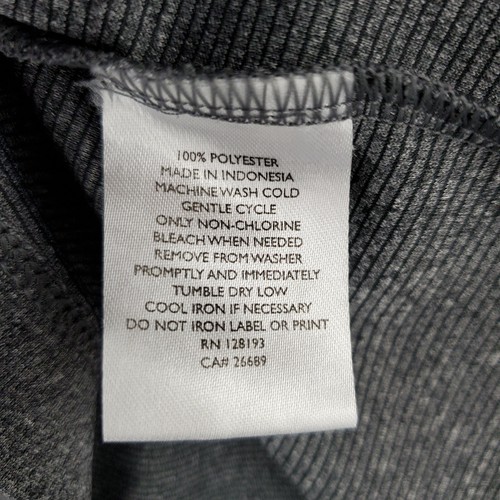 100% POLYESTER
MADE IN INDONESIA
MACHINE WASH COLD
GENTLE CYCLE
ONLY NON-CHLORINE
BLEACH WHEN NEEDED
REMOVE FROM WASHER
PROMPTLY AND IMMEDIATELY
TUMBLE DRY LOW
COOL IRON IF NECESSARY
DO NOT IRON LABEL OR PRINT
RN 128193
CA# 26689